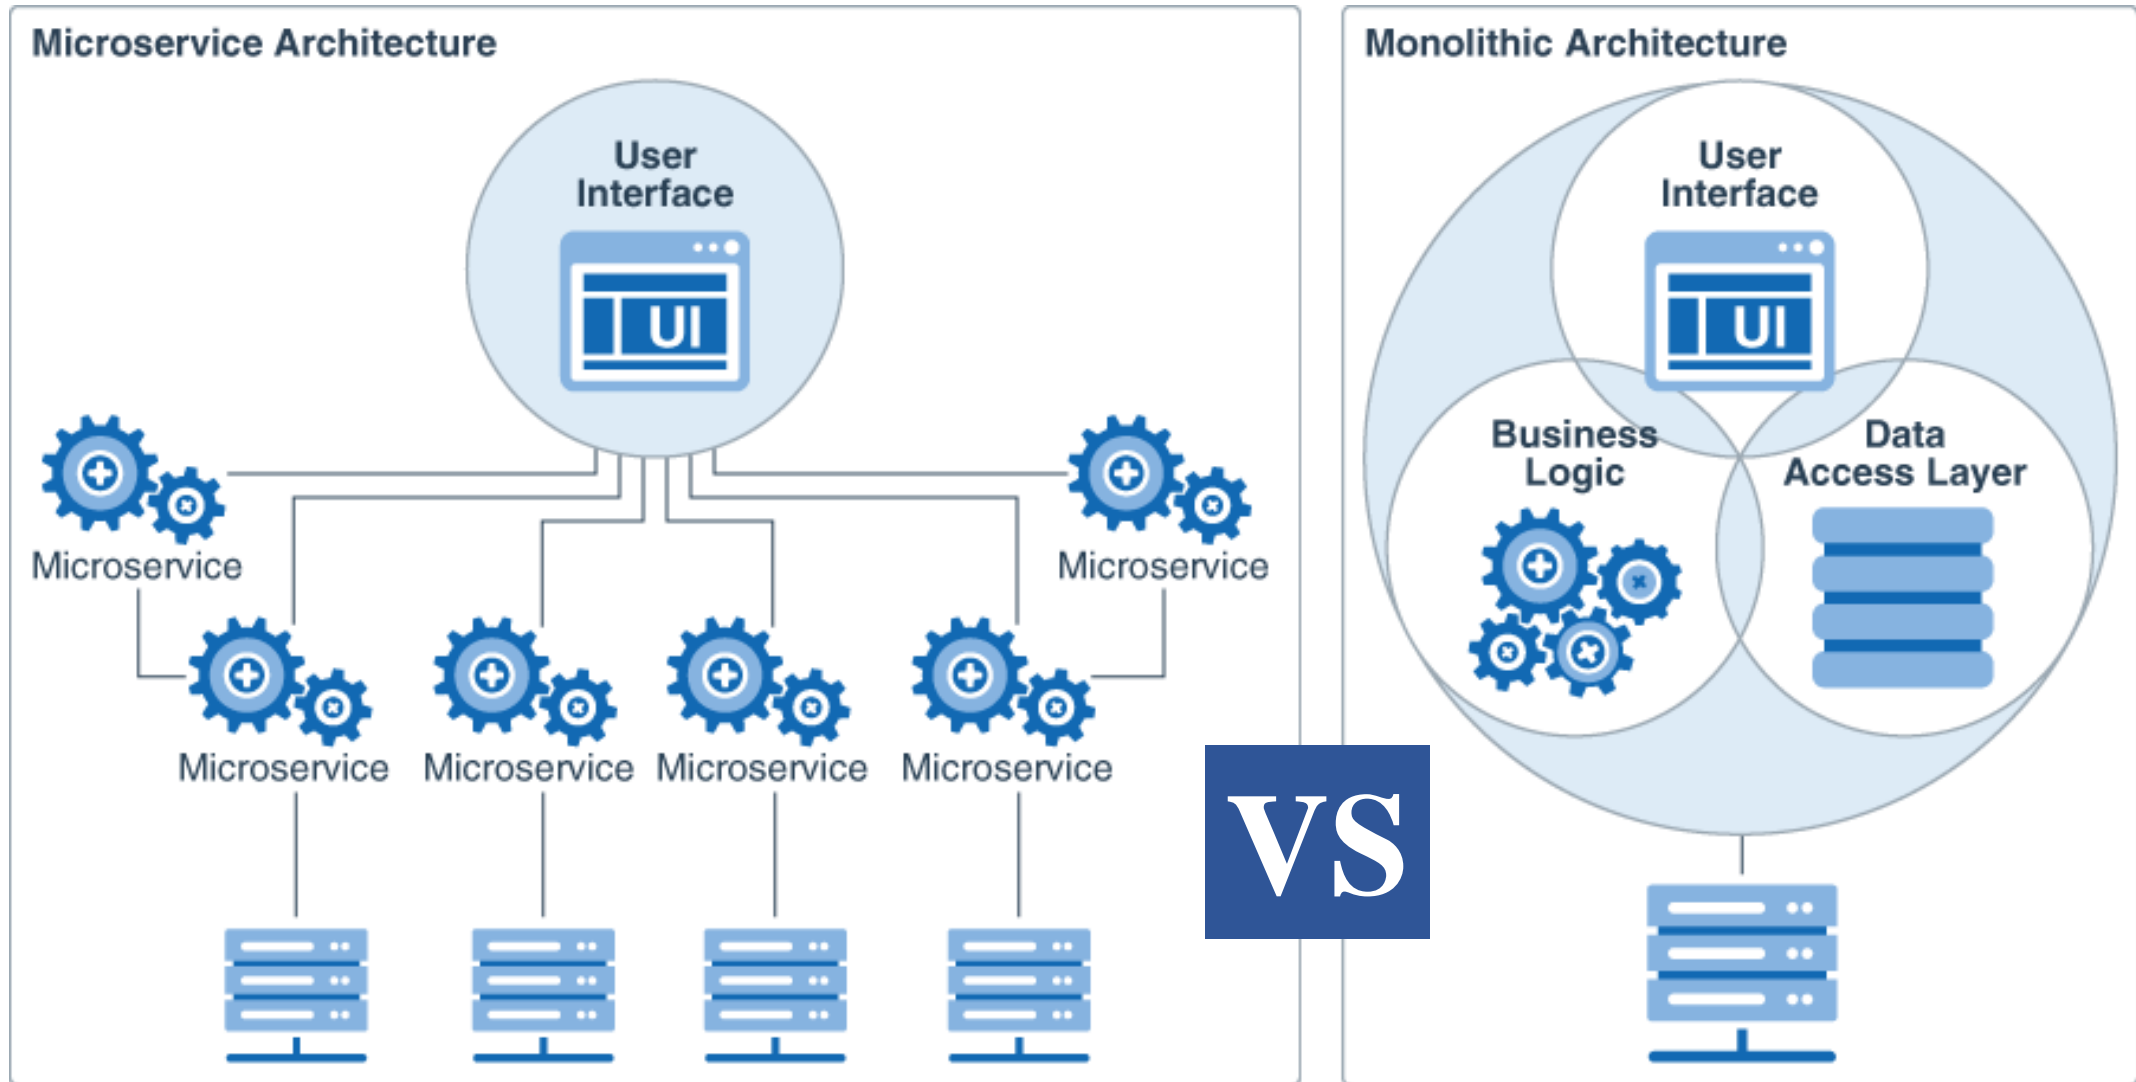 Microservice Architecture
User
Interface
UI
Microservice
Microservice
Microservice
Microservice
Microservice
Microservice
VS
Monolithic Architecture
User
Interface
UI
Business
Logic
Data
Access Layer